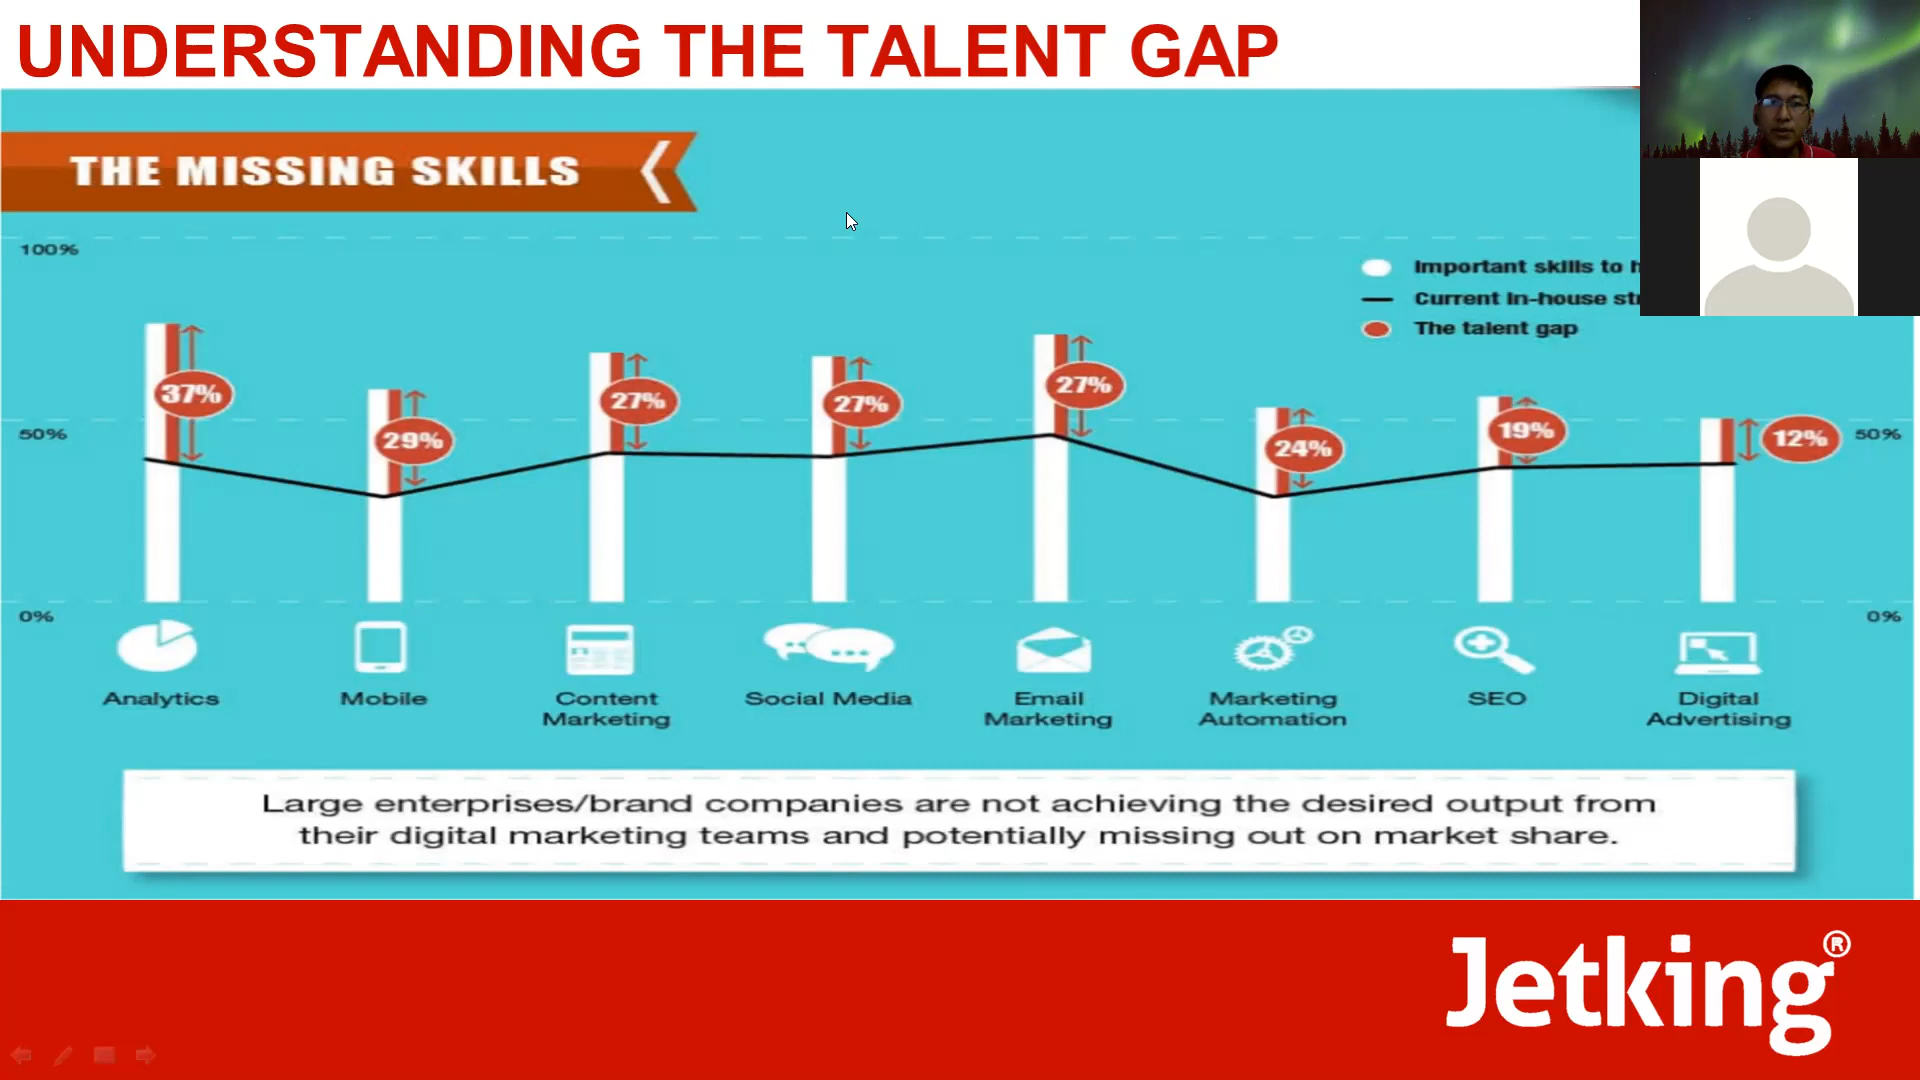 UNDERSTANDING THE TALENT GAP
THE MISSING SKILLS
100%
Important skills to
Current in-house
The talent gap
37%
29%
27%
27%
27%
24%
19%
12%
50%
50%
0%
0%
Analytics
Mobile
Content
Marketing
Social Media
Email
Marketing
Marketing
Automation
SEO
Digital
Advertising
Large enterprises/brand companies are not achieving the desired output from
their digital marketing teams and potentially missing out on market share.
Jetking®